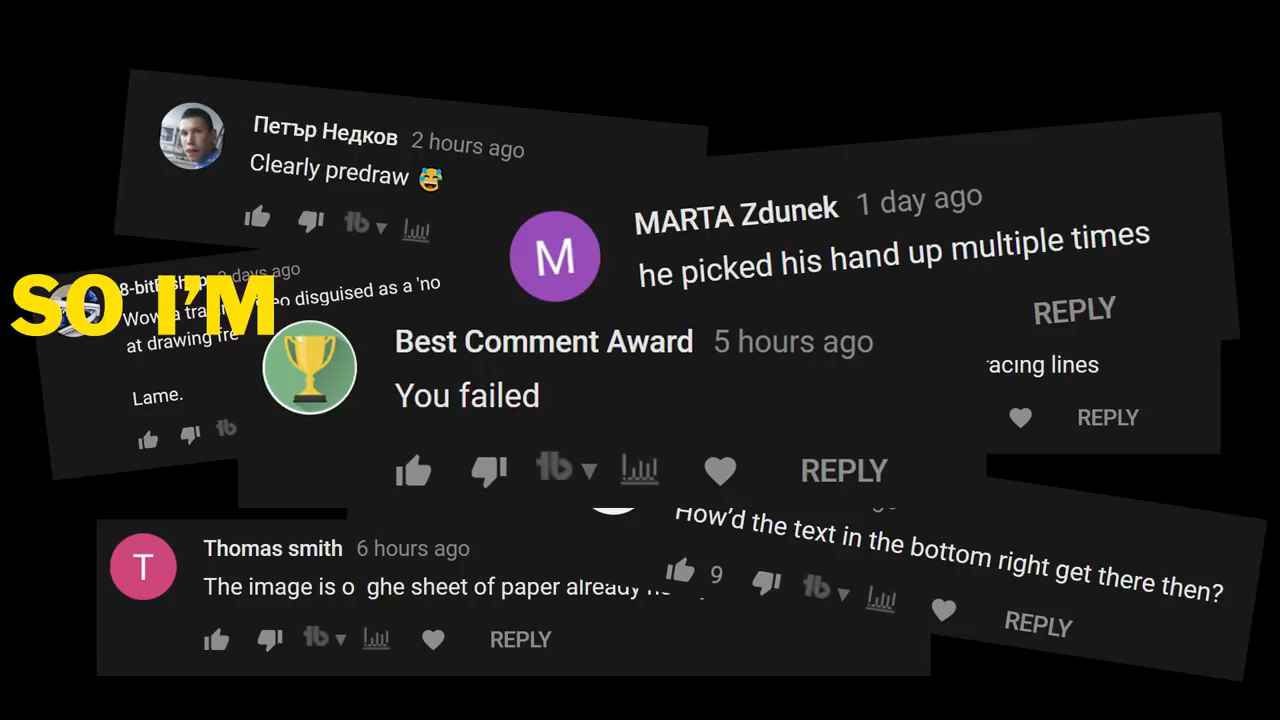 Петър Недков 2 hours ago
Clearly predraw
MARTA Zdunek 1 day ago
he picked his hand up multiple times
REPLY
days ago
Wow a disguised as a 'no
at drawing
Lame.
SO I'M
Best Comment Award 5 hours ago
You failed
REPLY
lines
REPLY
How'd the text in the bottom right get there then?
9
REPLY
Thomas smith 6 hours ago
The image is o ghe sheet of paper already
REPLY